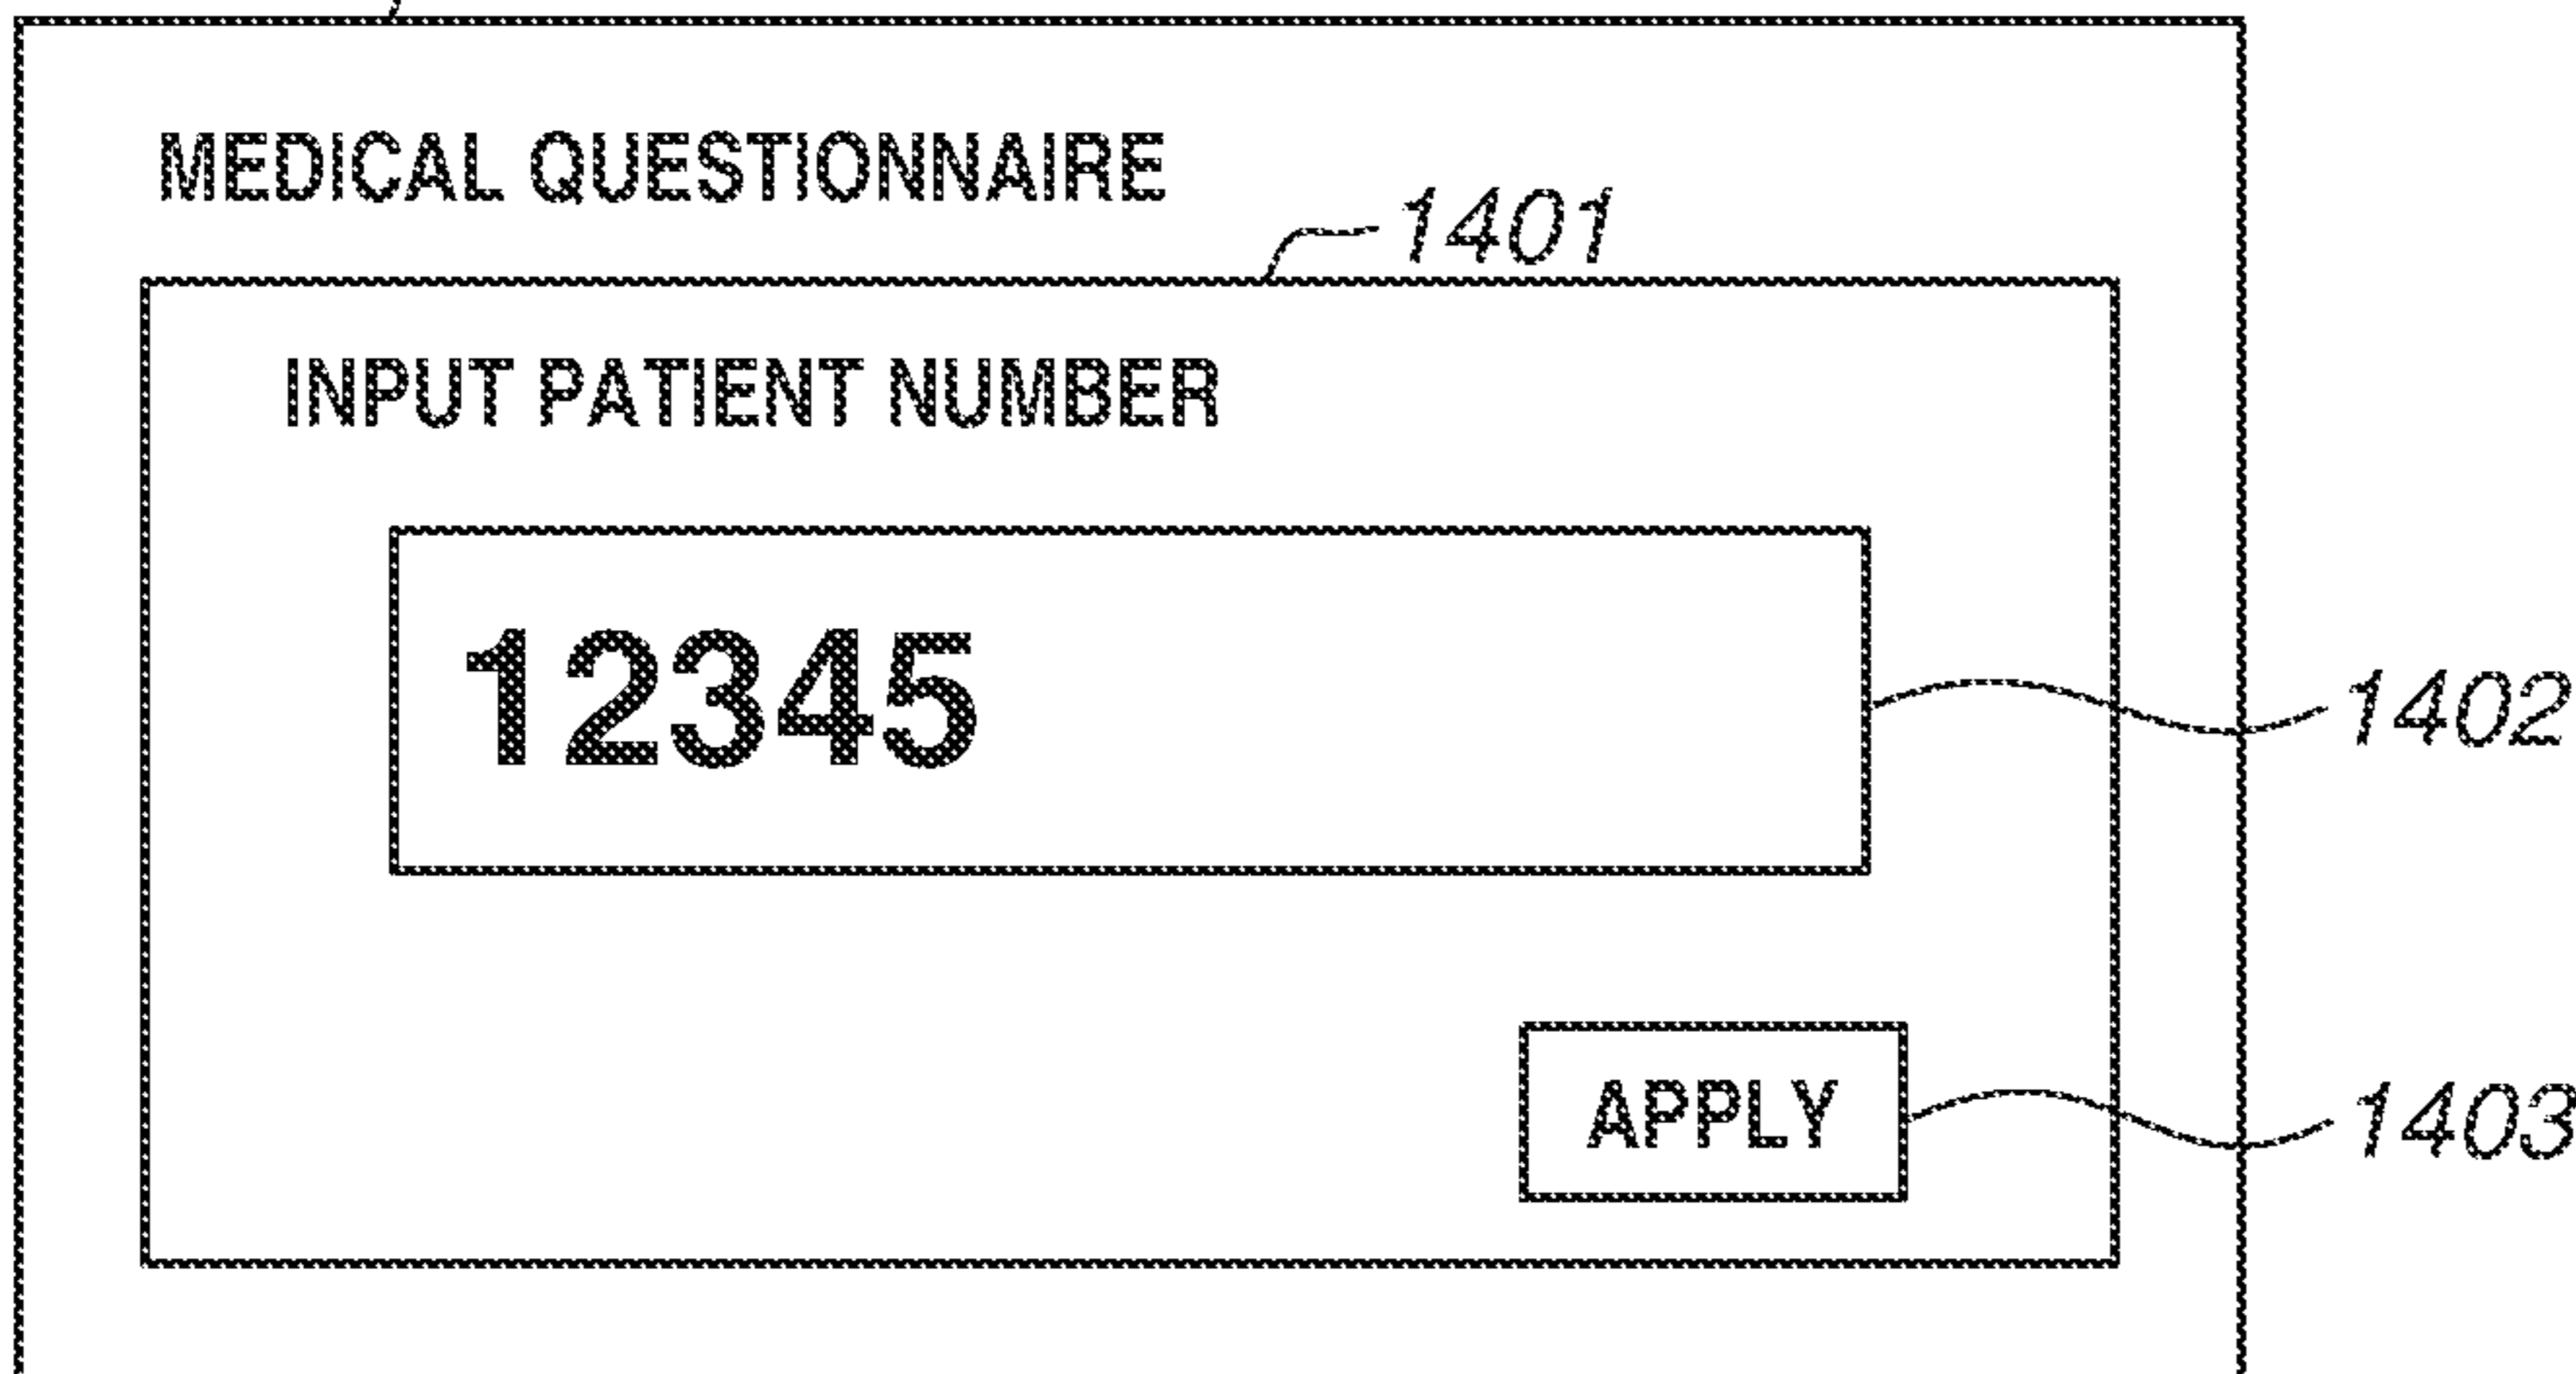 MEDICAL QUESTIONNAIRE
1401
INPUT PATIENT NUMBER
12345
1402
APPLY
1403